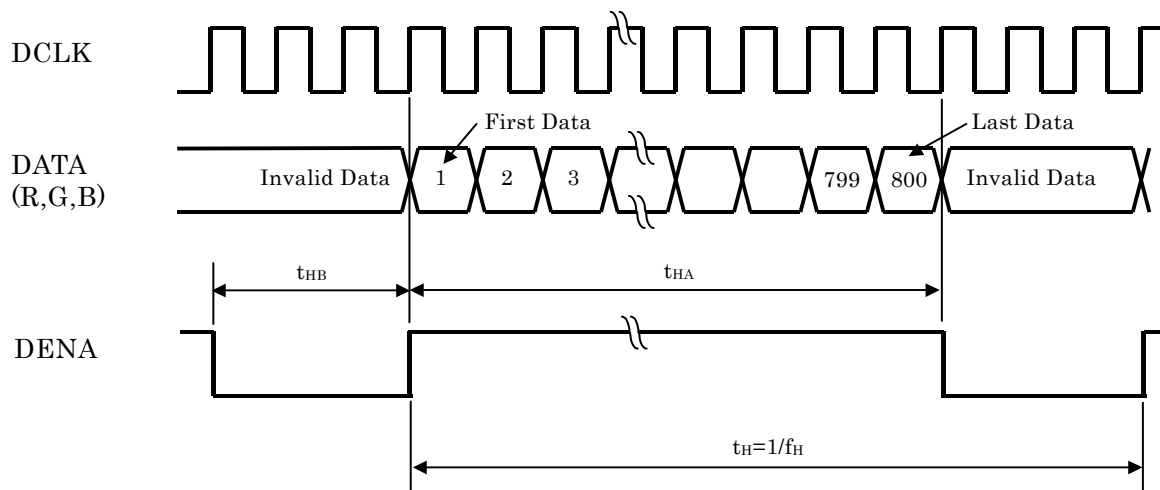 DCLK
First Data
Last Data
DATA
(R,G,B)
Invalid Data
1
2
3
799
800
Invalid Data
tHB
tHA
DENA
tH=1/fH